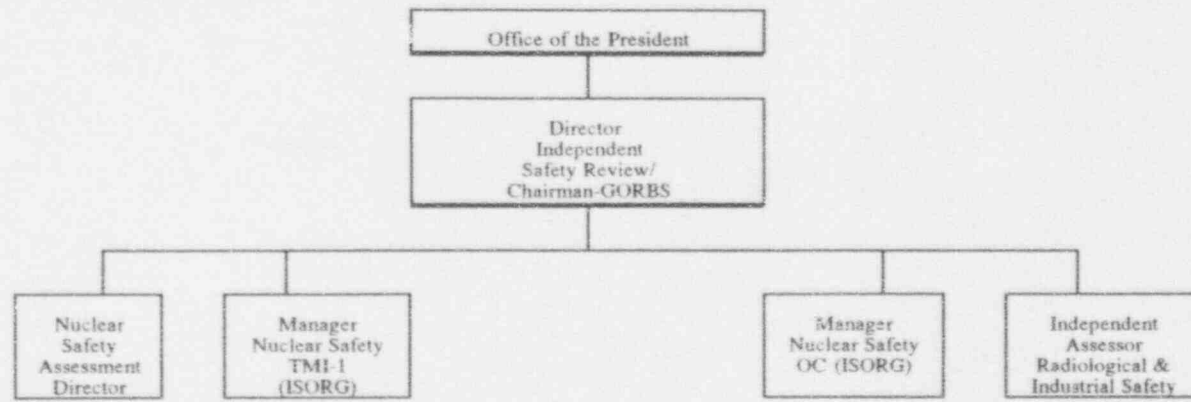 Office of the President
Director
Independent
Safety Review/
Chairman-GORBS
Nuclear
Safety
Assessment
Director
Manager
Nuclear Safety
TMI-1
(ISORG)
Manager
Nuclear Safety
OC (ISORG)
Independent
Assessor
Radiological &
Industrial Safety